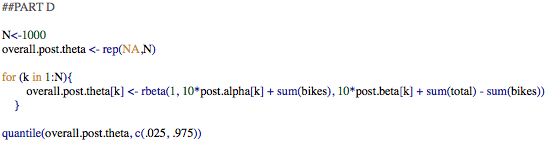 ##PART D
N<-1000
overall.post.theta <- rep(NA,N)
for (k in 1:N){
overall.post.theta[k] <- rbeta(1, 10*post.alpha[k] + sum(bikes), 10*post.beta[k] + sum(total) - sum(bikes))
}
quantile(overall.post.theta, c(.025, .975))